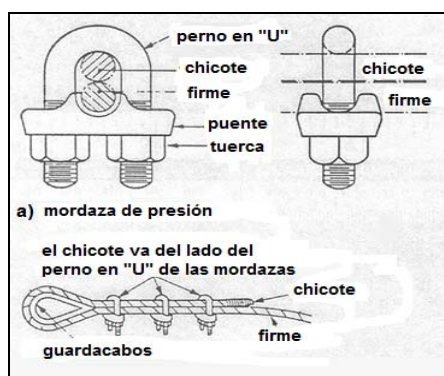 perno en "U"
chicote
firme
puente
tuerca
chicote
firme
a) mordaza de presión
el chicote va del lado del
perno en "U" de las mordazas
chicote
firme
guardacabos